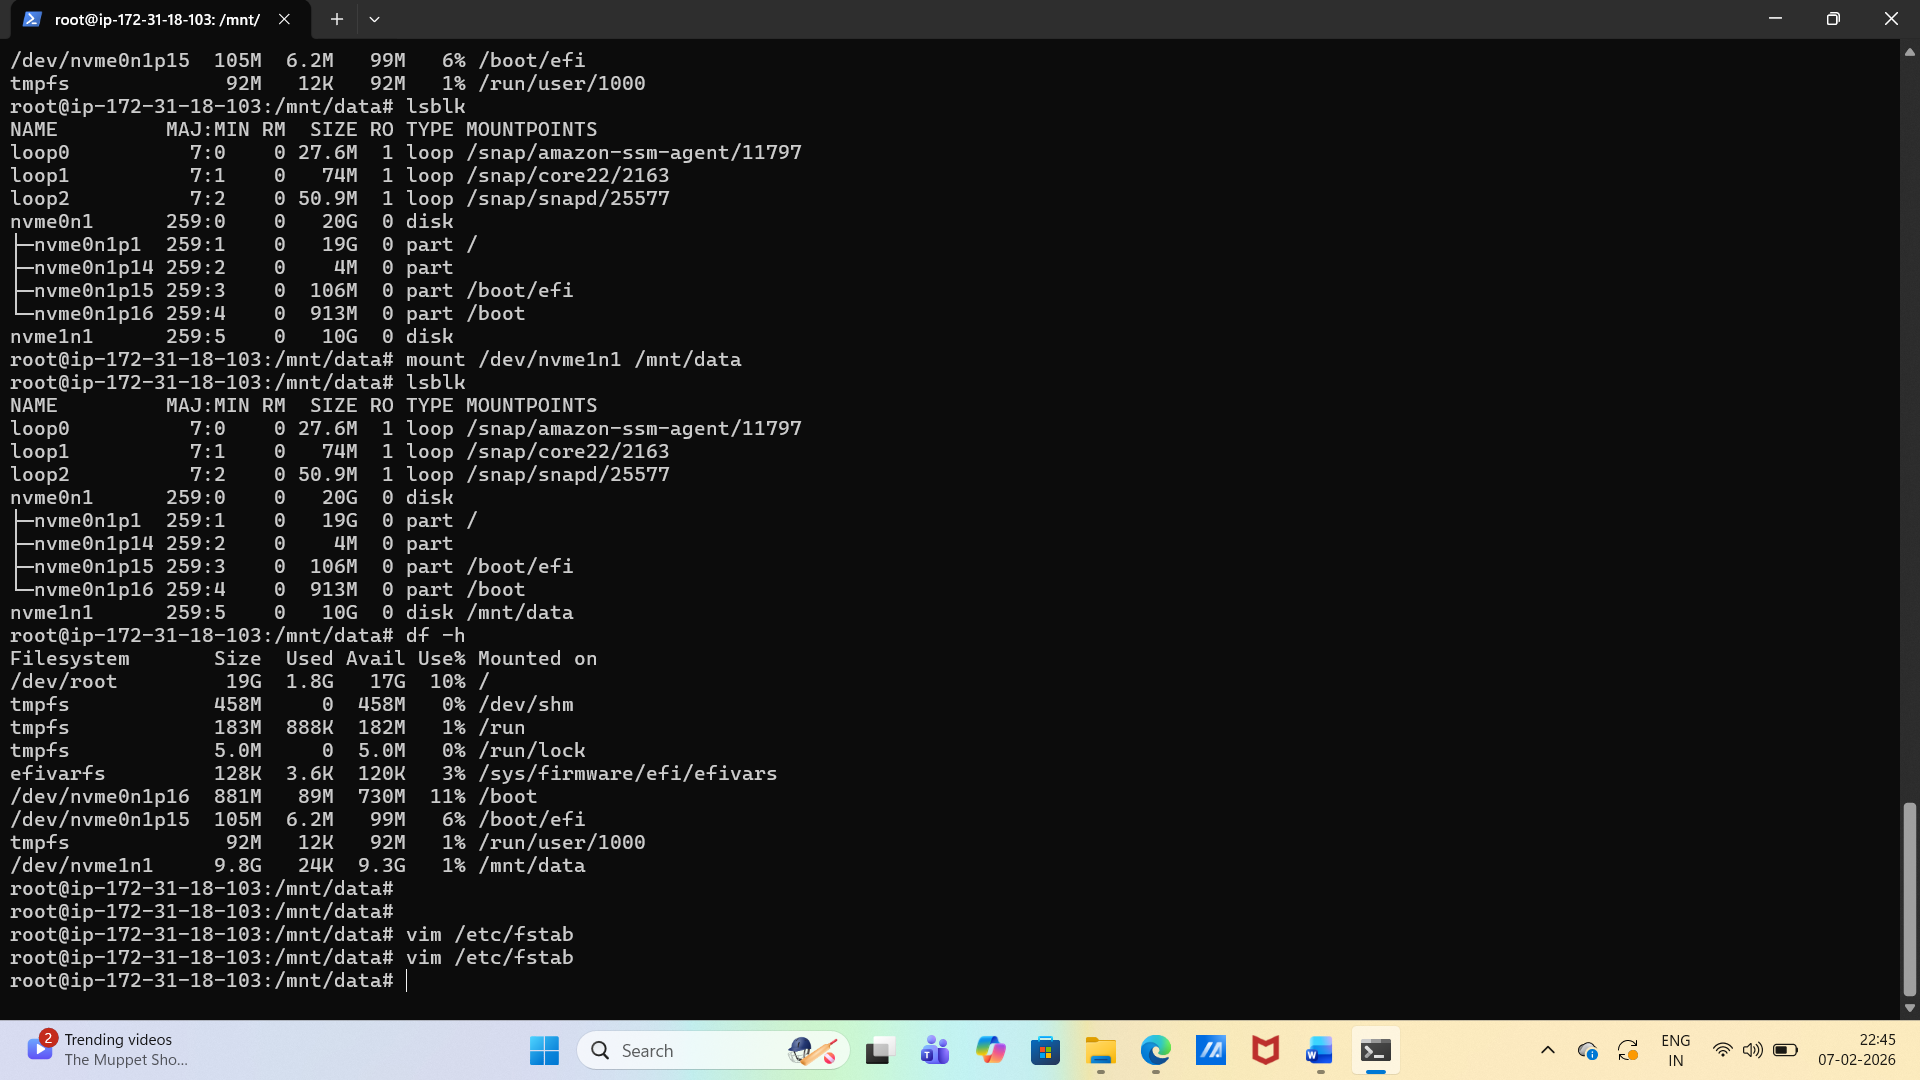 root@ip-172-31-18-103: /mnt/
/dev/nvme0n1p15  105M  6.2M   99M   6% /boot/efi
tmpfs             92M   12K   92M   1% /run/user/1000
root@ip-172-31-18-103:/mnt/data# lsblk
NAME         MAJ:MIN RM  SIZE RO TYPE MOUNTPOINTS
loop0          7:0    0 27.6M  1 loop /snap/amazon-ssm-agent/11797
loop1          7:1    0   74M  1 loop /snap/core22/2163
loop2          7:2    0 50.9M  1 loop /snap/snapd/25577
nvme0n1      259:0    0   20G  0 disk
├─nvme0n1p1  259:1    0   19G  0 part /
├─nvme0n1p14 259:2    0    4M  0 part
├─nvme0n1p15 259:3    0  106M  0 part /boot/efi
└─nvme0n1p16 259:4    0  913M  0 part /boot
nvme1n1      259:5    0   10G  0 disk
root@ip-172-31-18-103:/mnt/data# mount /dev/nvme1n1 /mnt/data
root@ip-172-31-18-103:/mnt/data# lsblk
NAME         MAJ:MIN RM  SIZE RO TYPE MOUNTPOINTS
loop0          7:0    0 27.6M  1 loop /snap/amazon-ssm-agent/11797
loop1          7:1    0   74M  1 loop /snap/core22/2163
loop2          7:2    0 50.9M  1 loop /snap/snapd/25577
nvme0n1      259:0    0   20G  0 disk
├─nvme0n1p1  259:1    0   19G  0 part /
├─nvme0n1p14 259:2    0    4M  0 part
├─nvme0n1p15 259:3    0  106M  0 part /boot/efi
└─nvme0n1p16 259:4    0  913M  0 part /boot
nvme1n1      259:5    0   10G  0 disk /mnt/data
root@ip-172-31-18-103:/mnt/data# df -h
Filesystem       Size  Used Avail Use% Mounted on
/dev/root         19G  1.8G   17G  10% /
tmpfs            458M     0  458M   0% /dev/shm
tmpfs            183M  888K  182M   1% /run
tmpfs            5.0M     0  5.0M   0% /run/lock
efivarfs         128K  3.6K  120K   3% /sys/firmware/efi/efivars
/dev/nvme0n1p16  881M   89M  730M  11% /boot
/dev/nvme0n1p15  105M  6.2M   99M   6% /boot/efi
tmpfs             92M   12K   92M   1% /run/user/1000
/dev/nvme1n1     9.8G   24K  9.3G   1% /mnt/data
root@ip-172-31-18-103:/mnt/data#
root@ip-172-31-18-103:/mnt/data#
root@ip-172-31-18-103:/mnt/data# vim /etc/fstab
root@ip-172-31-18-103:/mnt/data# vim /etc/fstab
root@ip-172-31-18-103:/mnt/data#
2
Trending videos
The Muppet Sho...
Search
ENG
IN
22:45
07-02-2026